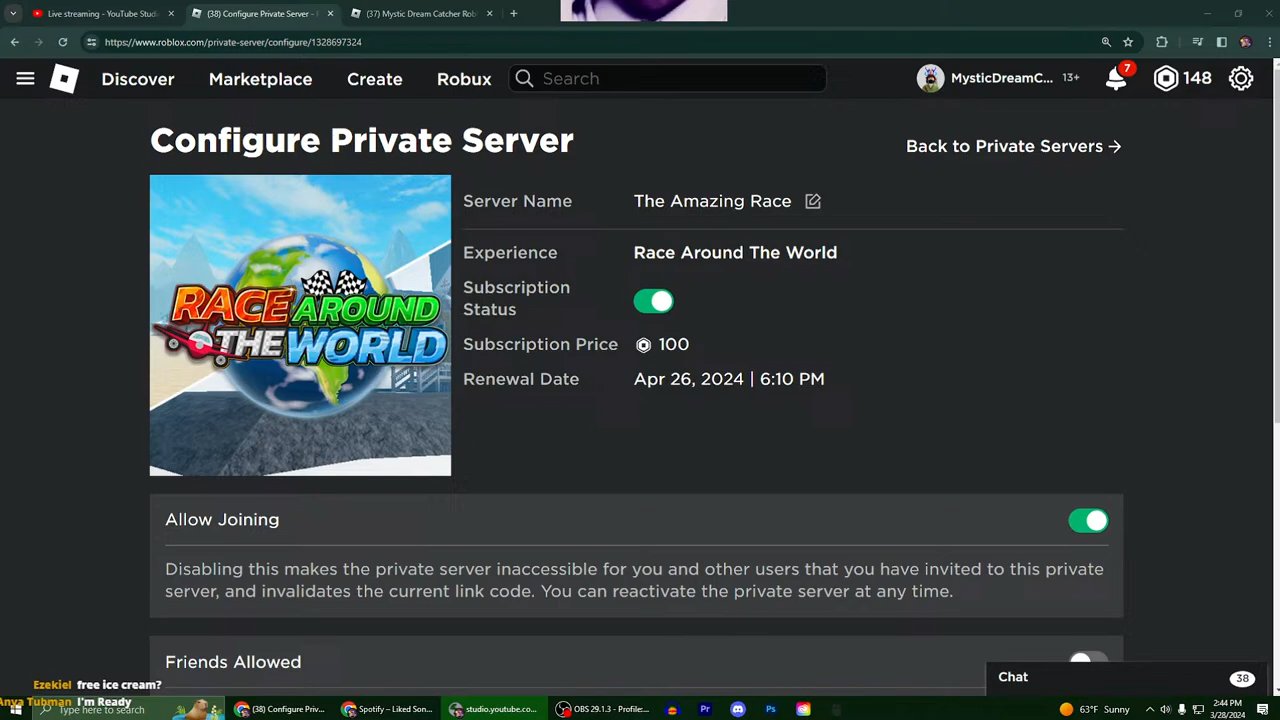 Live streaming - YouTube Studi
(38) Configure Private Server -
(37) Mystic Dream Catcher Rob
https://www.roblox.com/private-server/configure/1328697324
Discover
Marketplace
Create
Robux
Search
MysticDreamC...
13+
7
148
Configure Private Server
Back to Private Servers →
Server Name
The Amazing Race
Experience
Race Around The World
Subscription
Status
Subscription Price
100
Renewal Date
Apr 26, 2024 | 6:10 PM
RACE AROUND
THE WORLD
Allow Joining
Disabling this makes the private server inaccessible for you and other users that you have invited to this private
server, and invalidates the current link code. You can reactivate the private server at any time.
Friends Allowed
Chat
38
Ezekiel free ice cream?
Anya Tubman I'm Ready
Type here to search
(38) Configure Priv...
Spotify – Liked Son...
studio.youtube.co...
OBS 29.1.3 - Profile...
63°F Sunny
2:44 PM
3/28/2024